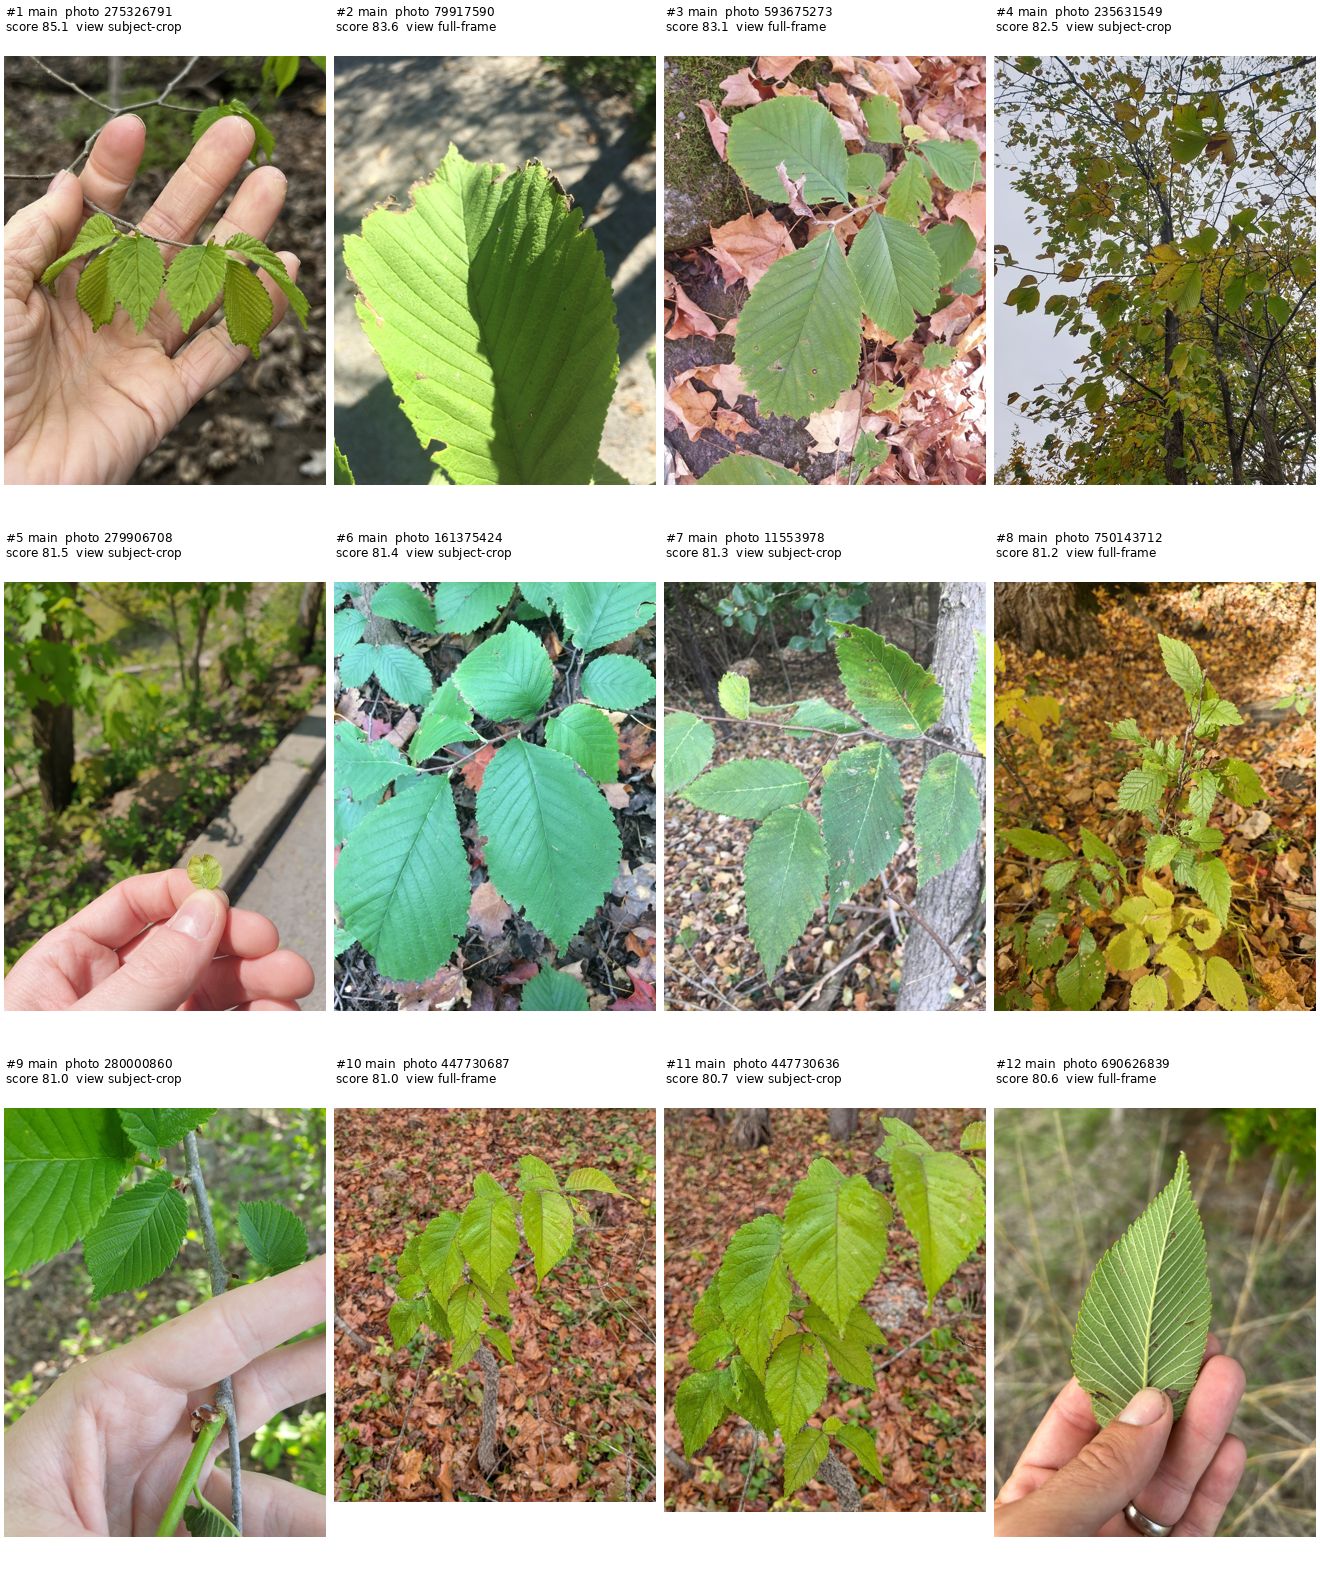 #1 main photo 275326791
score 85.1 view subject-crop
#2 main photo 79917590
score 83.6 view full-frame
#3 main photo 593675273
score 83.1 view full-frame
#4 main photo 235631549
score 82.5 view subject-crop
#5 main photo 279906708
score 81.5 view subject-crop
#6 main photo 161375424
score 81.4 view subject-crop
#7 main photo 11553978
score 81.3 view subject-crop
#8 main photo 750143712
score 81.2 view full-frame
#9 main photo 280000860
score 81.0 view subject-crop
#10 main photo 447730687
score 81.0 view full-frame
#11 main photo 447730636
score 80.7 view subject-crop
#12 main photo 690626839
score 80.6 view full-frame